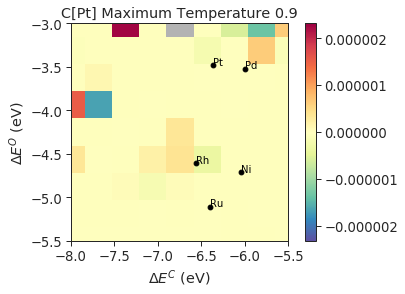 C[Pt] Maximum Temperature 0.9
−3.0
−3.5
−4.0
−4.5
−5.0
−5.5
ΔE^O (eV)
Pt
Pd
Rh
Ni
Ru
−8.0 −7.5 −7.0 −6.5 −6.0 −5.5
ΔE^C (eV)
0.000002
0.000001
0.000000
−0.000001
−0.000002